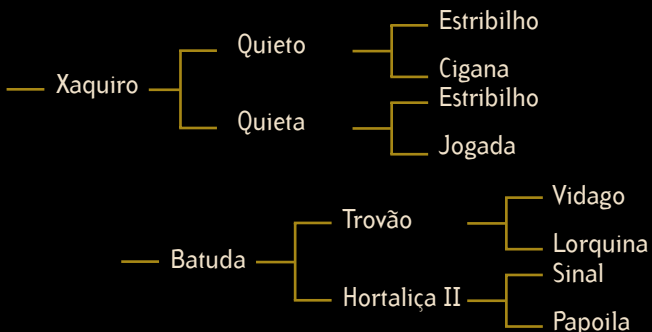 Estribilho
Quieto
Cigana
Xaquiro
Estribilho
Quieta
Jogada
Vidago
Trovão
Lorquina
Batuda
Sinal
Hortaliça II
Papoila